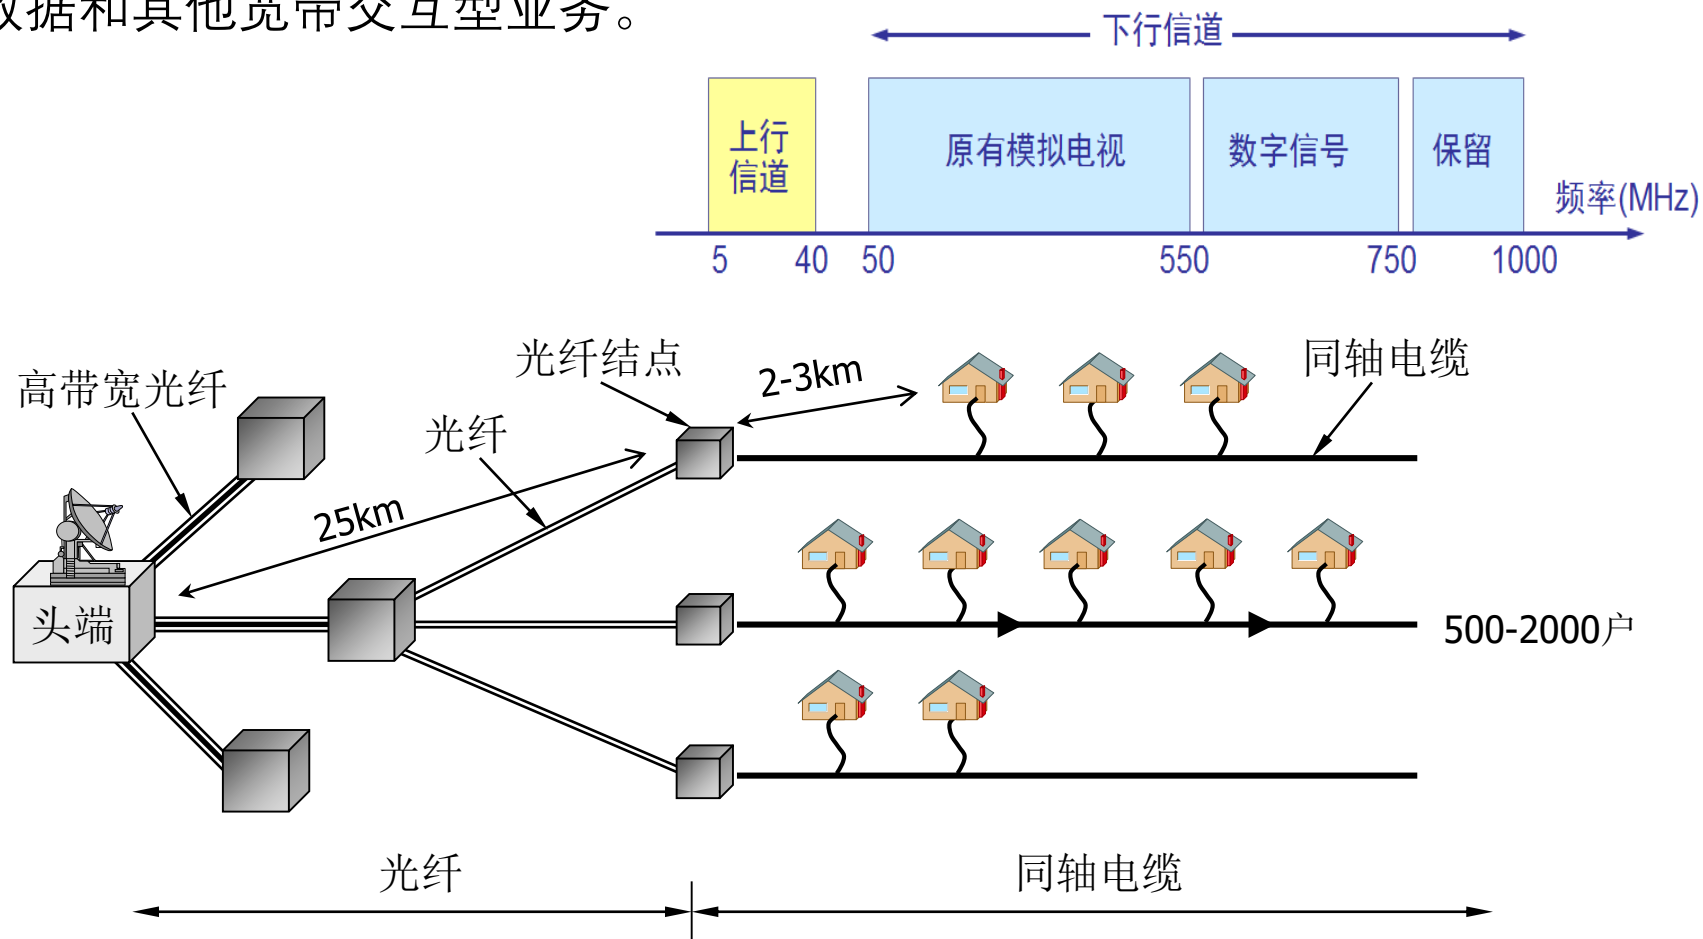 数据和其他宽带交互型业务。
下行信道
上行
信道
原有模拟电视
数字信号
保留
频率(MHz)
5
40
50
550
750
1000
光纤结点
2-3km
同轴电缆
高带宽光纤
光纤
25km
头端
500-2000户
光纤
同轴电缆